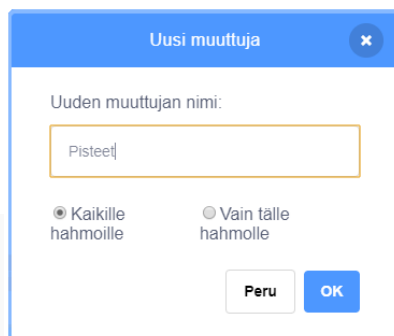 Uusi muuttuja
Uuden muuttujan nimi:
Pisteet
Kaikille
hahmoille
Vain tälle
hahmolle
Peru
OK